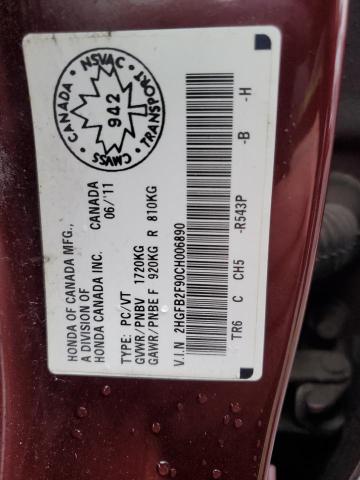 HONDA OF CANADA MFG.,
A DIVISION OF CANADA
HONDA CANADA INC. 06/'11
TYPE: PC/VT
GVWR/PNBV 1720KG
GAWR/PNBE F 920KG R 810KG
V.I.N 2HGFB2F90CH006890
TR6 C CH5 -R543P -B -H
CANADA
NSVAC
942
CMVSS
TRANSPORT